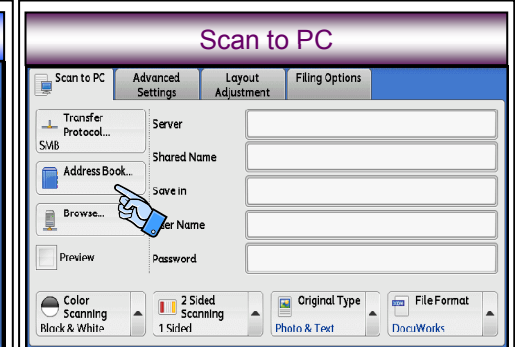 Scan to PC
Scan to PC
Advanced
Settings
Layout
Adjustment
Filing Options
Transfer
Protocol...
SMB
Server
Shared Name
Address Book...
Save in
Browse...
Name
Preview
Password
Color
Scanning
Black & White
2 Sided
Scanning
1 Sided
Original Type
Photo & Text
File Format
DocuWorks